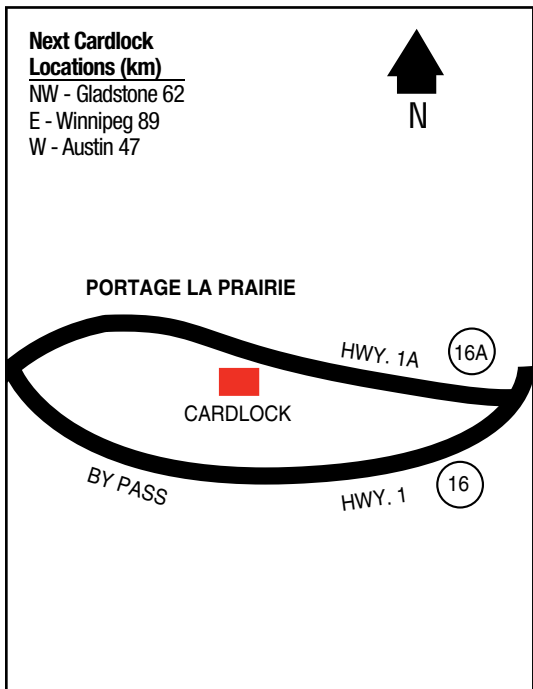 Next Cardlock
Locations (km)
NW - Gladstone 62
E - Winnipeg 89
W - Austin 47
N
PORTAGE LA PRAIRIE
HWY. 1A
16A
CARDLOCK
BY PASS
HWY. 1
16